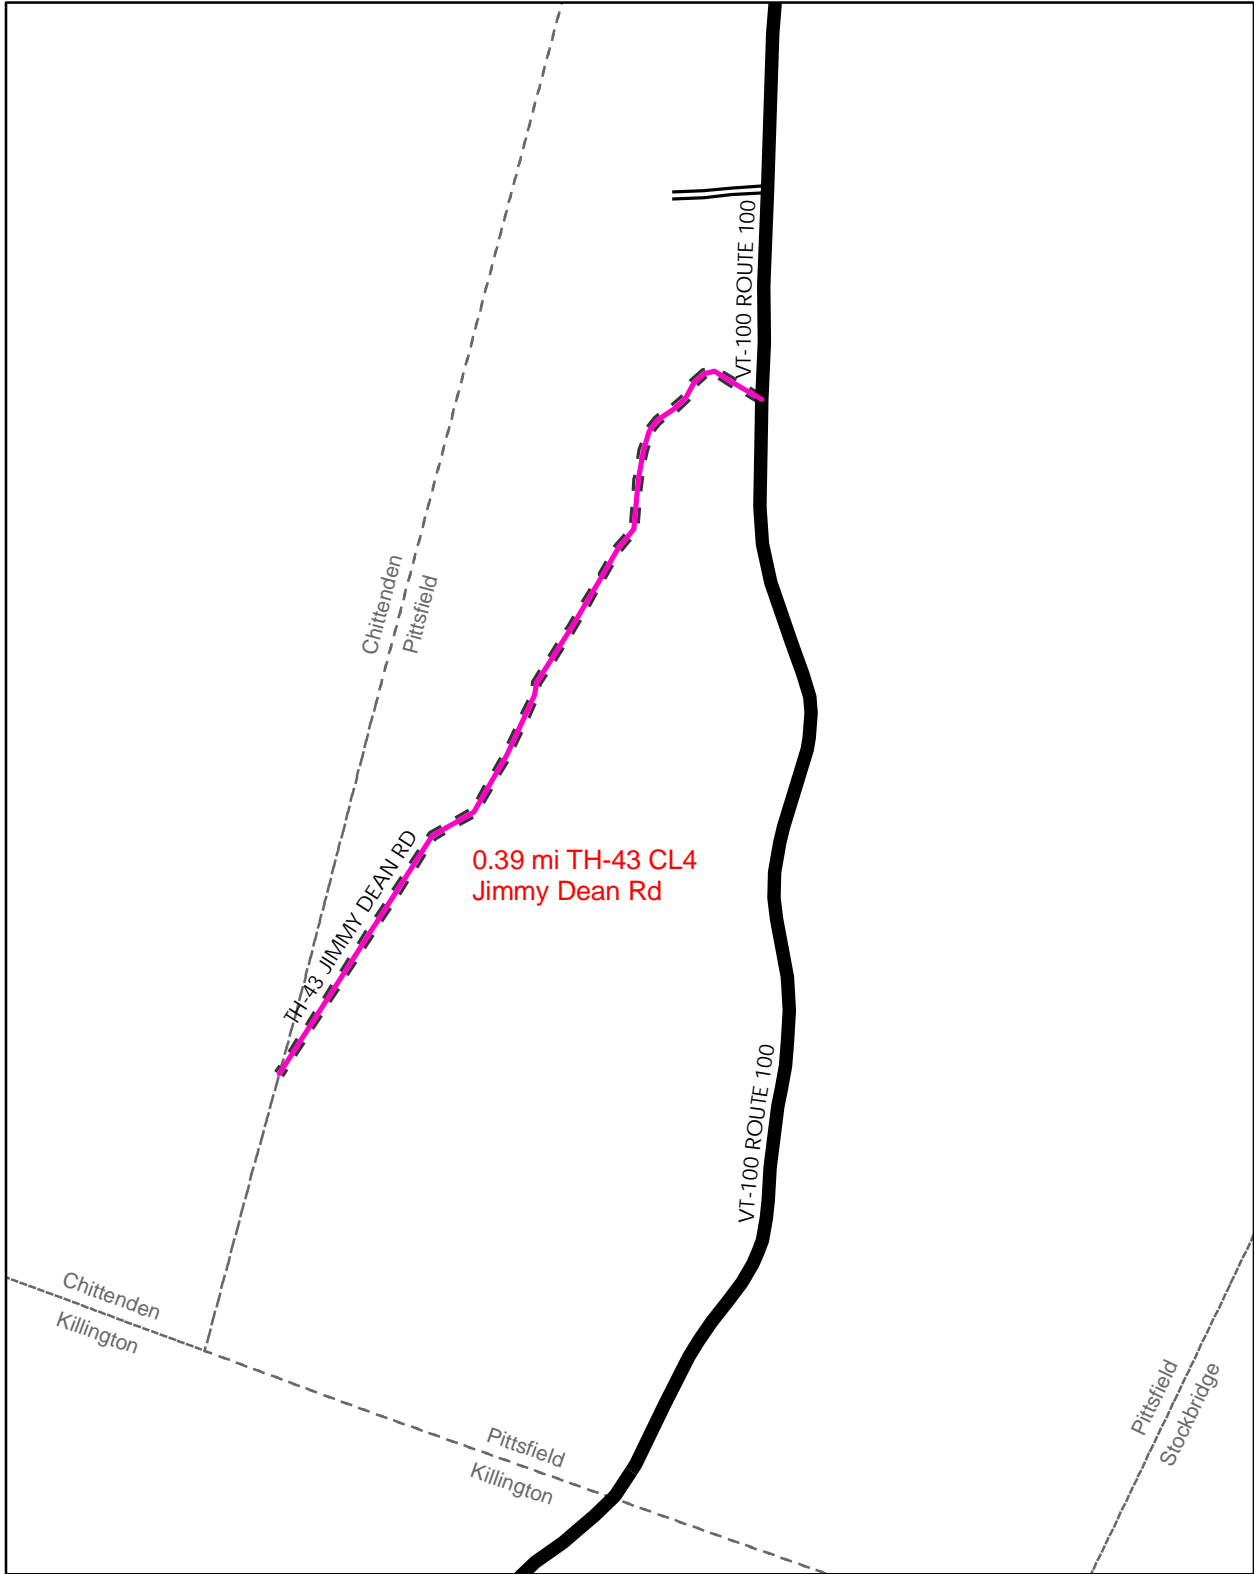 VT-100 ROUTE 100
Chittenden
Pittsfield
TH-43 JIMMY DEAN RD
0.39 mi TH-43 CL4
Jimmy Dean Rd
VT-100 ROUTE 100
Chittenden
Killington
Pittsfield
Killington
Pittsfield
Stockbridge